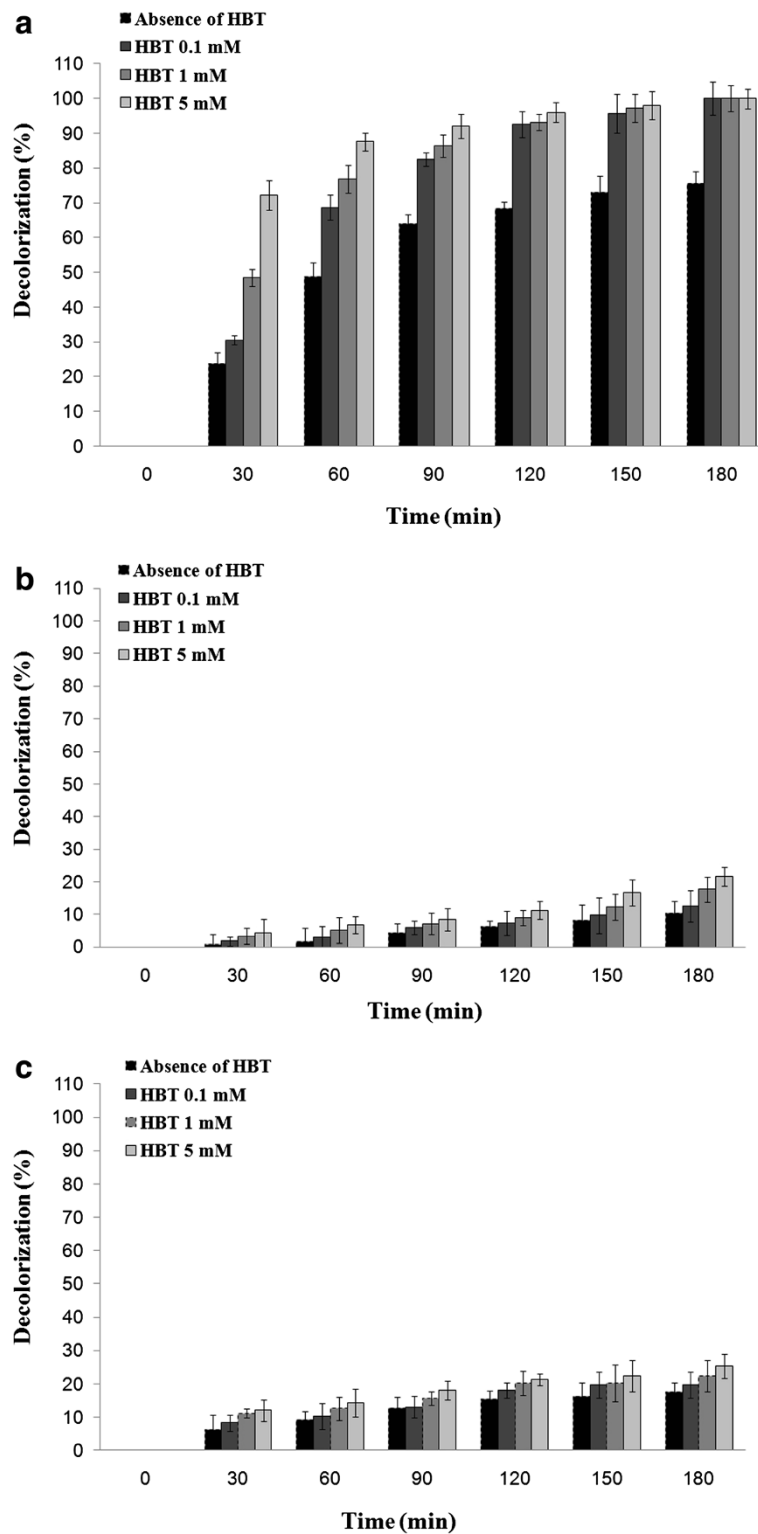 a
Absence of HBT
HBT 0.1 mM
HBT 1 mM
HBT 5 mM
110
100
90
80
70
60
50
40
30
20
10
0
Decolorization (%)
0 30 60 90 120 150 180
Time (min)
b
Absence of HBT
HBT 0.1 mM
HBT 1 mM
HBT 5 mM
110
100
90
80
70
60
50
40
30
20
10
0
Decolorization (%)
0 30 60 90 120 150 180
Time (min)
c
Absence of HBT
HBT 0.1 mM
HBT 1 mM
HBT 5 mM
110
100
90
80
70
60
50
40
30
20
10
0
Decolorization (%)
0 30 60 90 120 150 180
Time (min)